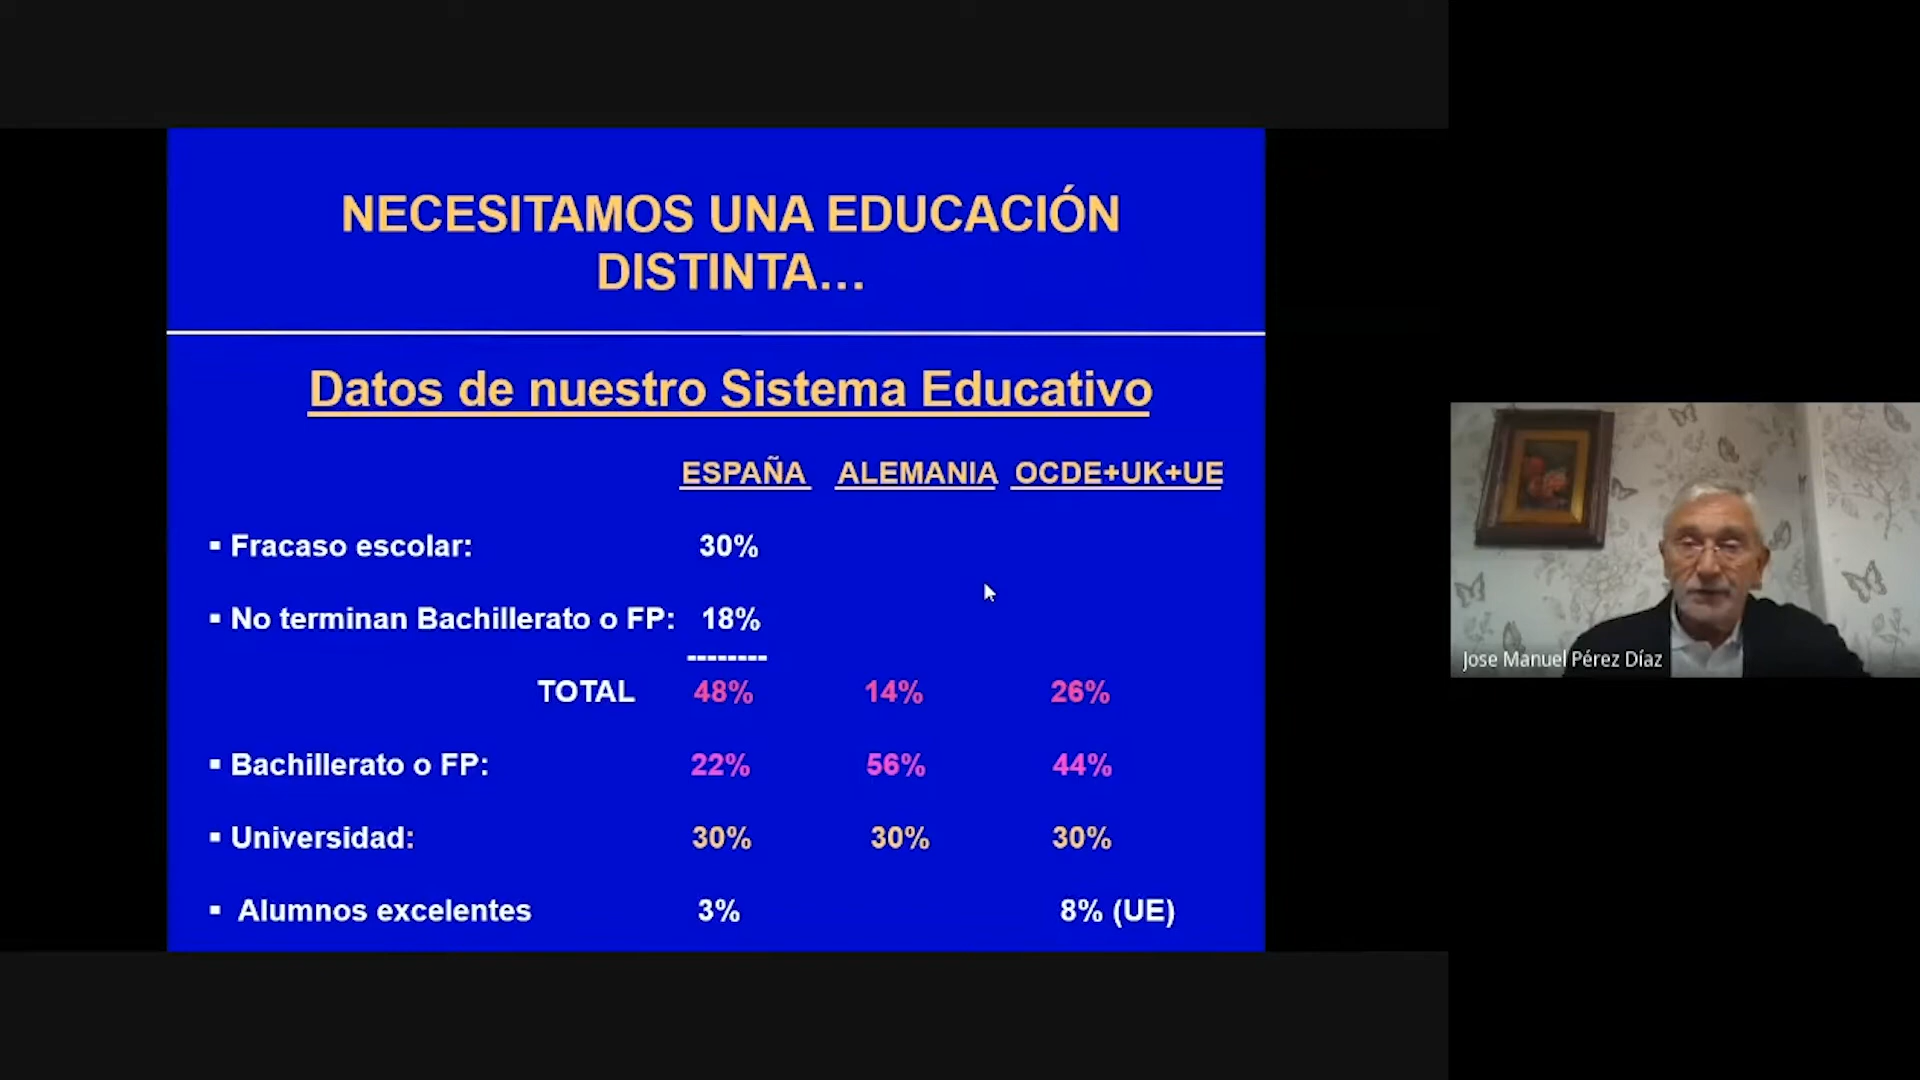 NECESITAMOS UNA EDUCACIÓN
DISTINTA...
Datos de nuestro Sistema Educativo
ESPAÑA ALEMANIA OCDE+UK+UE
▪ Fracaso escolar: 30%
▪ No terminan Bachillerato o FP: 18%
--------
TOTAL 48% 14% 26%
▪ Bachillerato o FP: 22% 56% 44%
▪ Universidad: 30% 30% 30%
▪ Alumnos excelentes 3% 8% (UE)
Jose Manuel Pérez Díaz